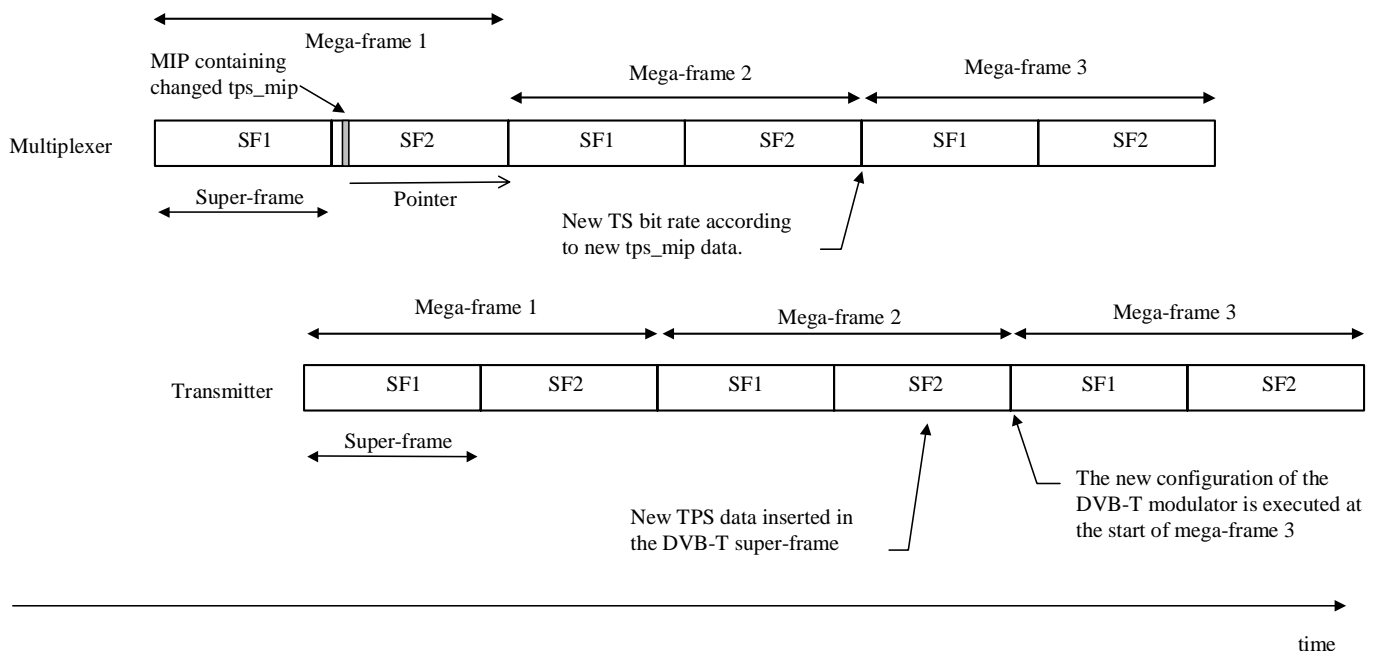 Mega-frame 1
MIP containing
changed tps_mip
Mega-frame 2
Mega-frame 3
Multiplexer
SF1
SF2
SF1
SF2
SF1
SF2
Super-frame
Pointer
New TS bit rate according
to new tps_mip data.
Mega-frame 1
Mega-frame 2
Mega-frame 3
Transmitter
SF1
SF2
SF1
SF2
SF1
SF2
Super-frame
New TPS data inserted in
the DVB-T super-frame
The new configuration of the
DVB-T modulator is executed at
the start of mega-frame 3
time